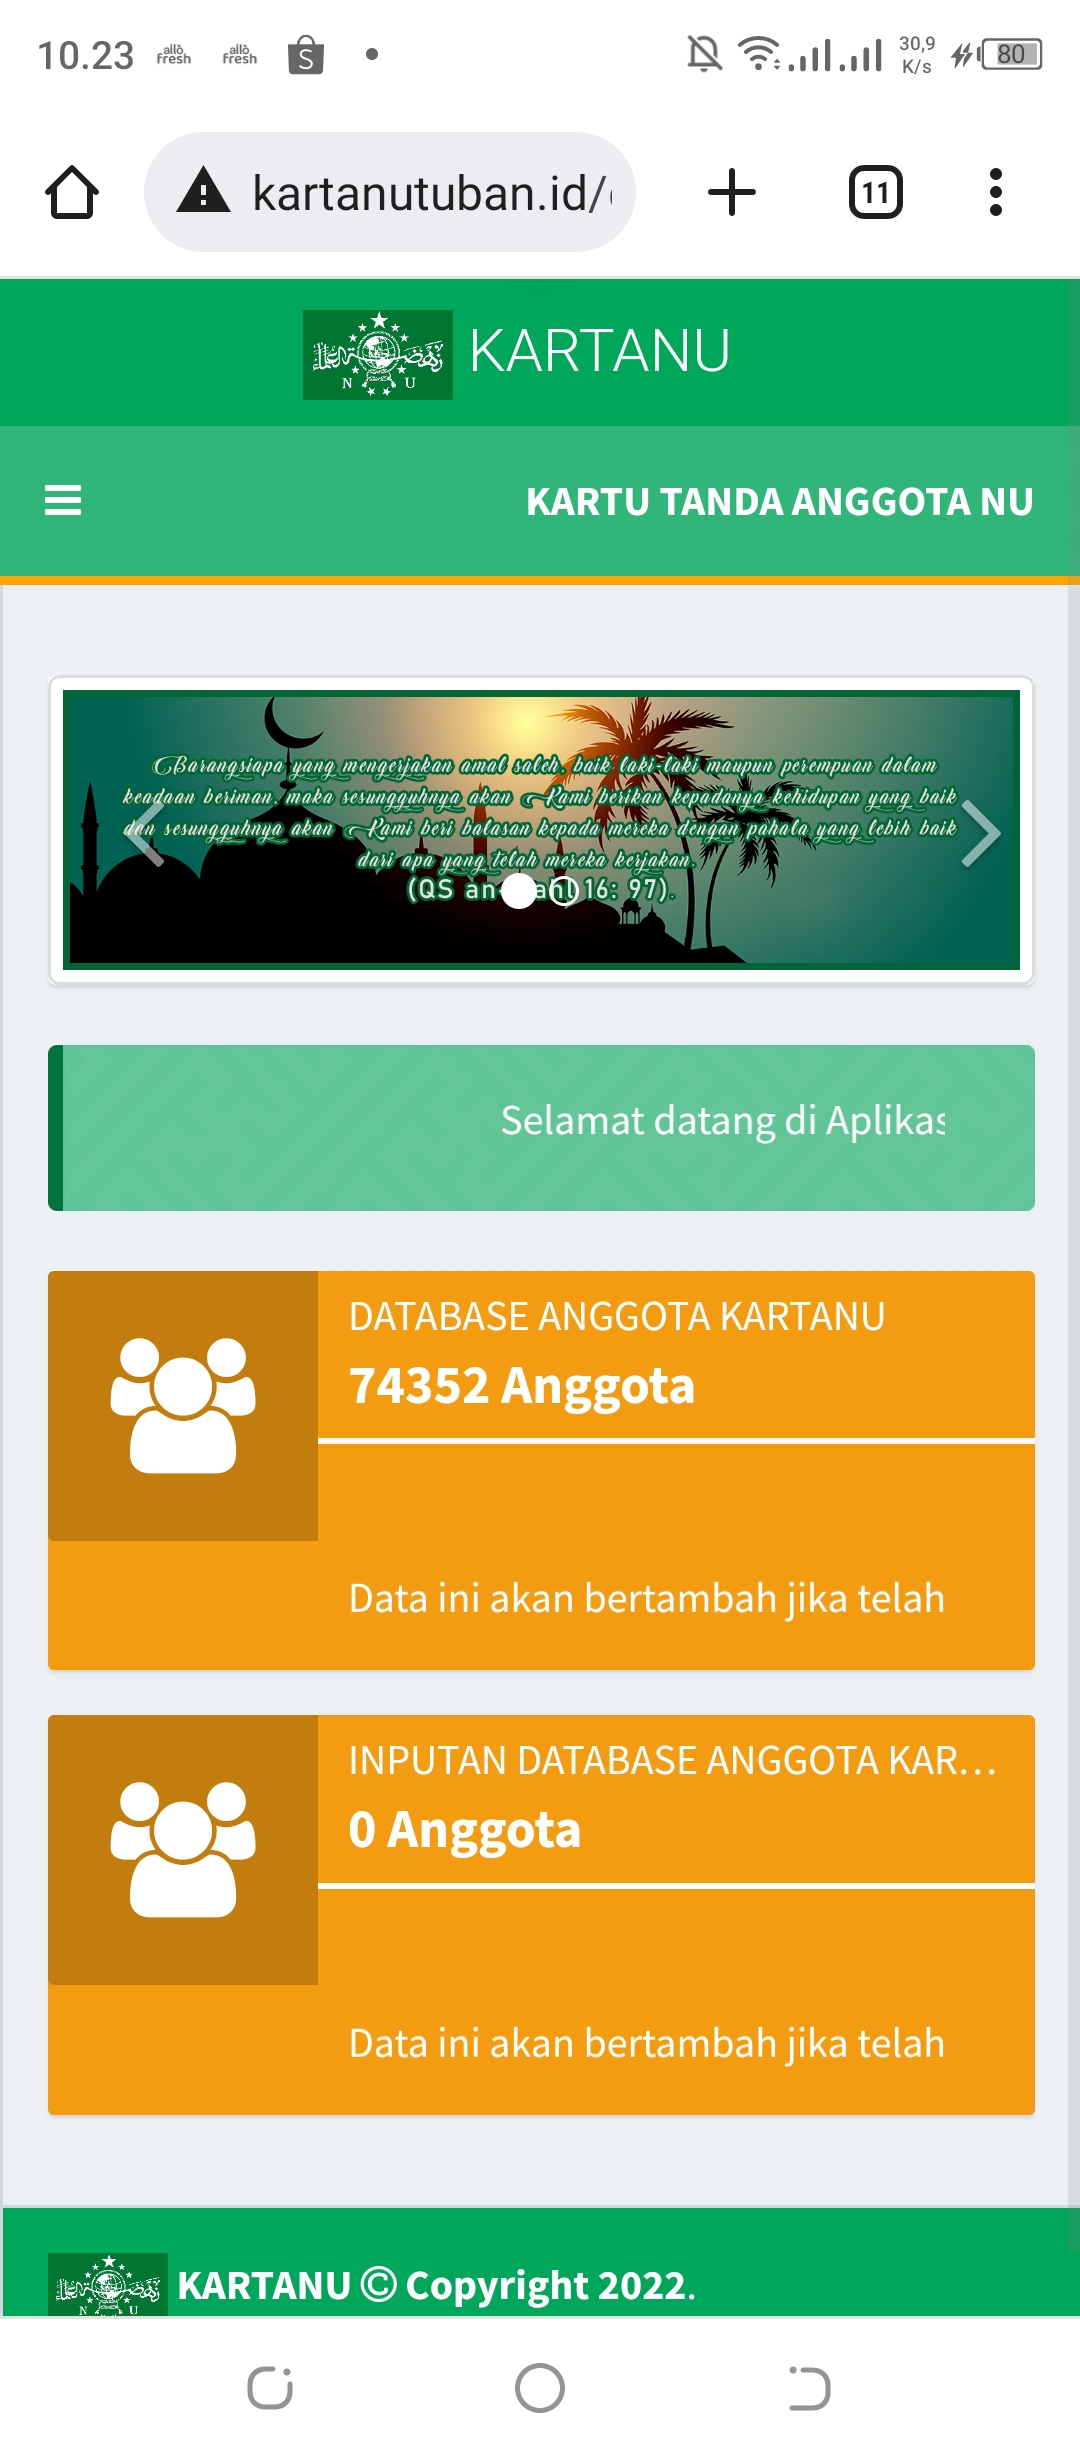 10.23 allo fresh allo fresh S 30,9 K/s 80
kartanutuban.id/ 11
N U KARTANU
KARTU TANDA ANGGOTA NU
Barangsiapa yang mengerjakan amal saleh, baik laki-laki maupun perempuan dalam
keadaan beriman, maka sesungguhnya akan Kami berikan kepadanya kehidupan yang baik
dan sesungguhnya akan Kami beri balasan kepada mereka dengan pahala yang lebih baik
dari apa yang telah mereka kerjakan.
(QS an ahl 16: 97).
Selamat datang di Aplikas
DATABASE ANGGOTA KARTANU
74352 Anggota
Data ini akan bertambah jika telah
INPUTAN DATABASE ANGGOTA KAR...
0 Anggota
Data ini akan bertambah jika telah
N U KARTANU © Copyright 2022.